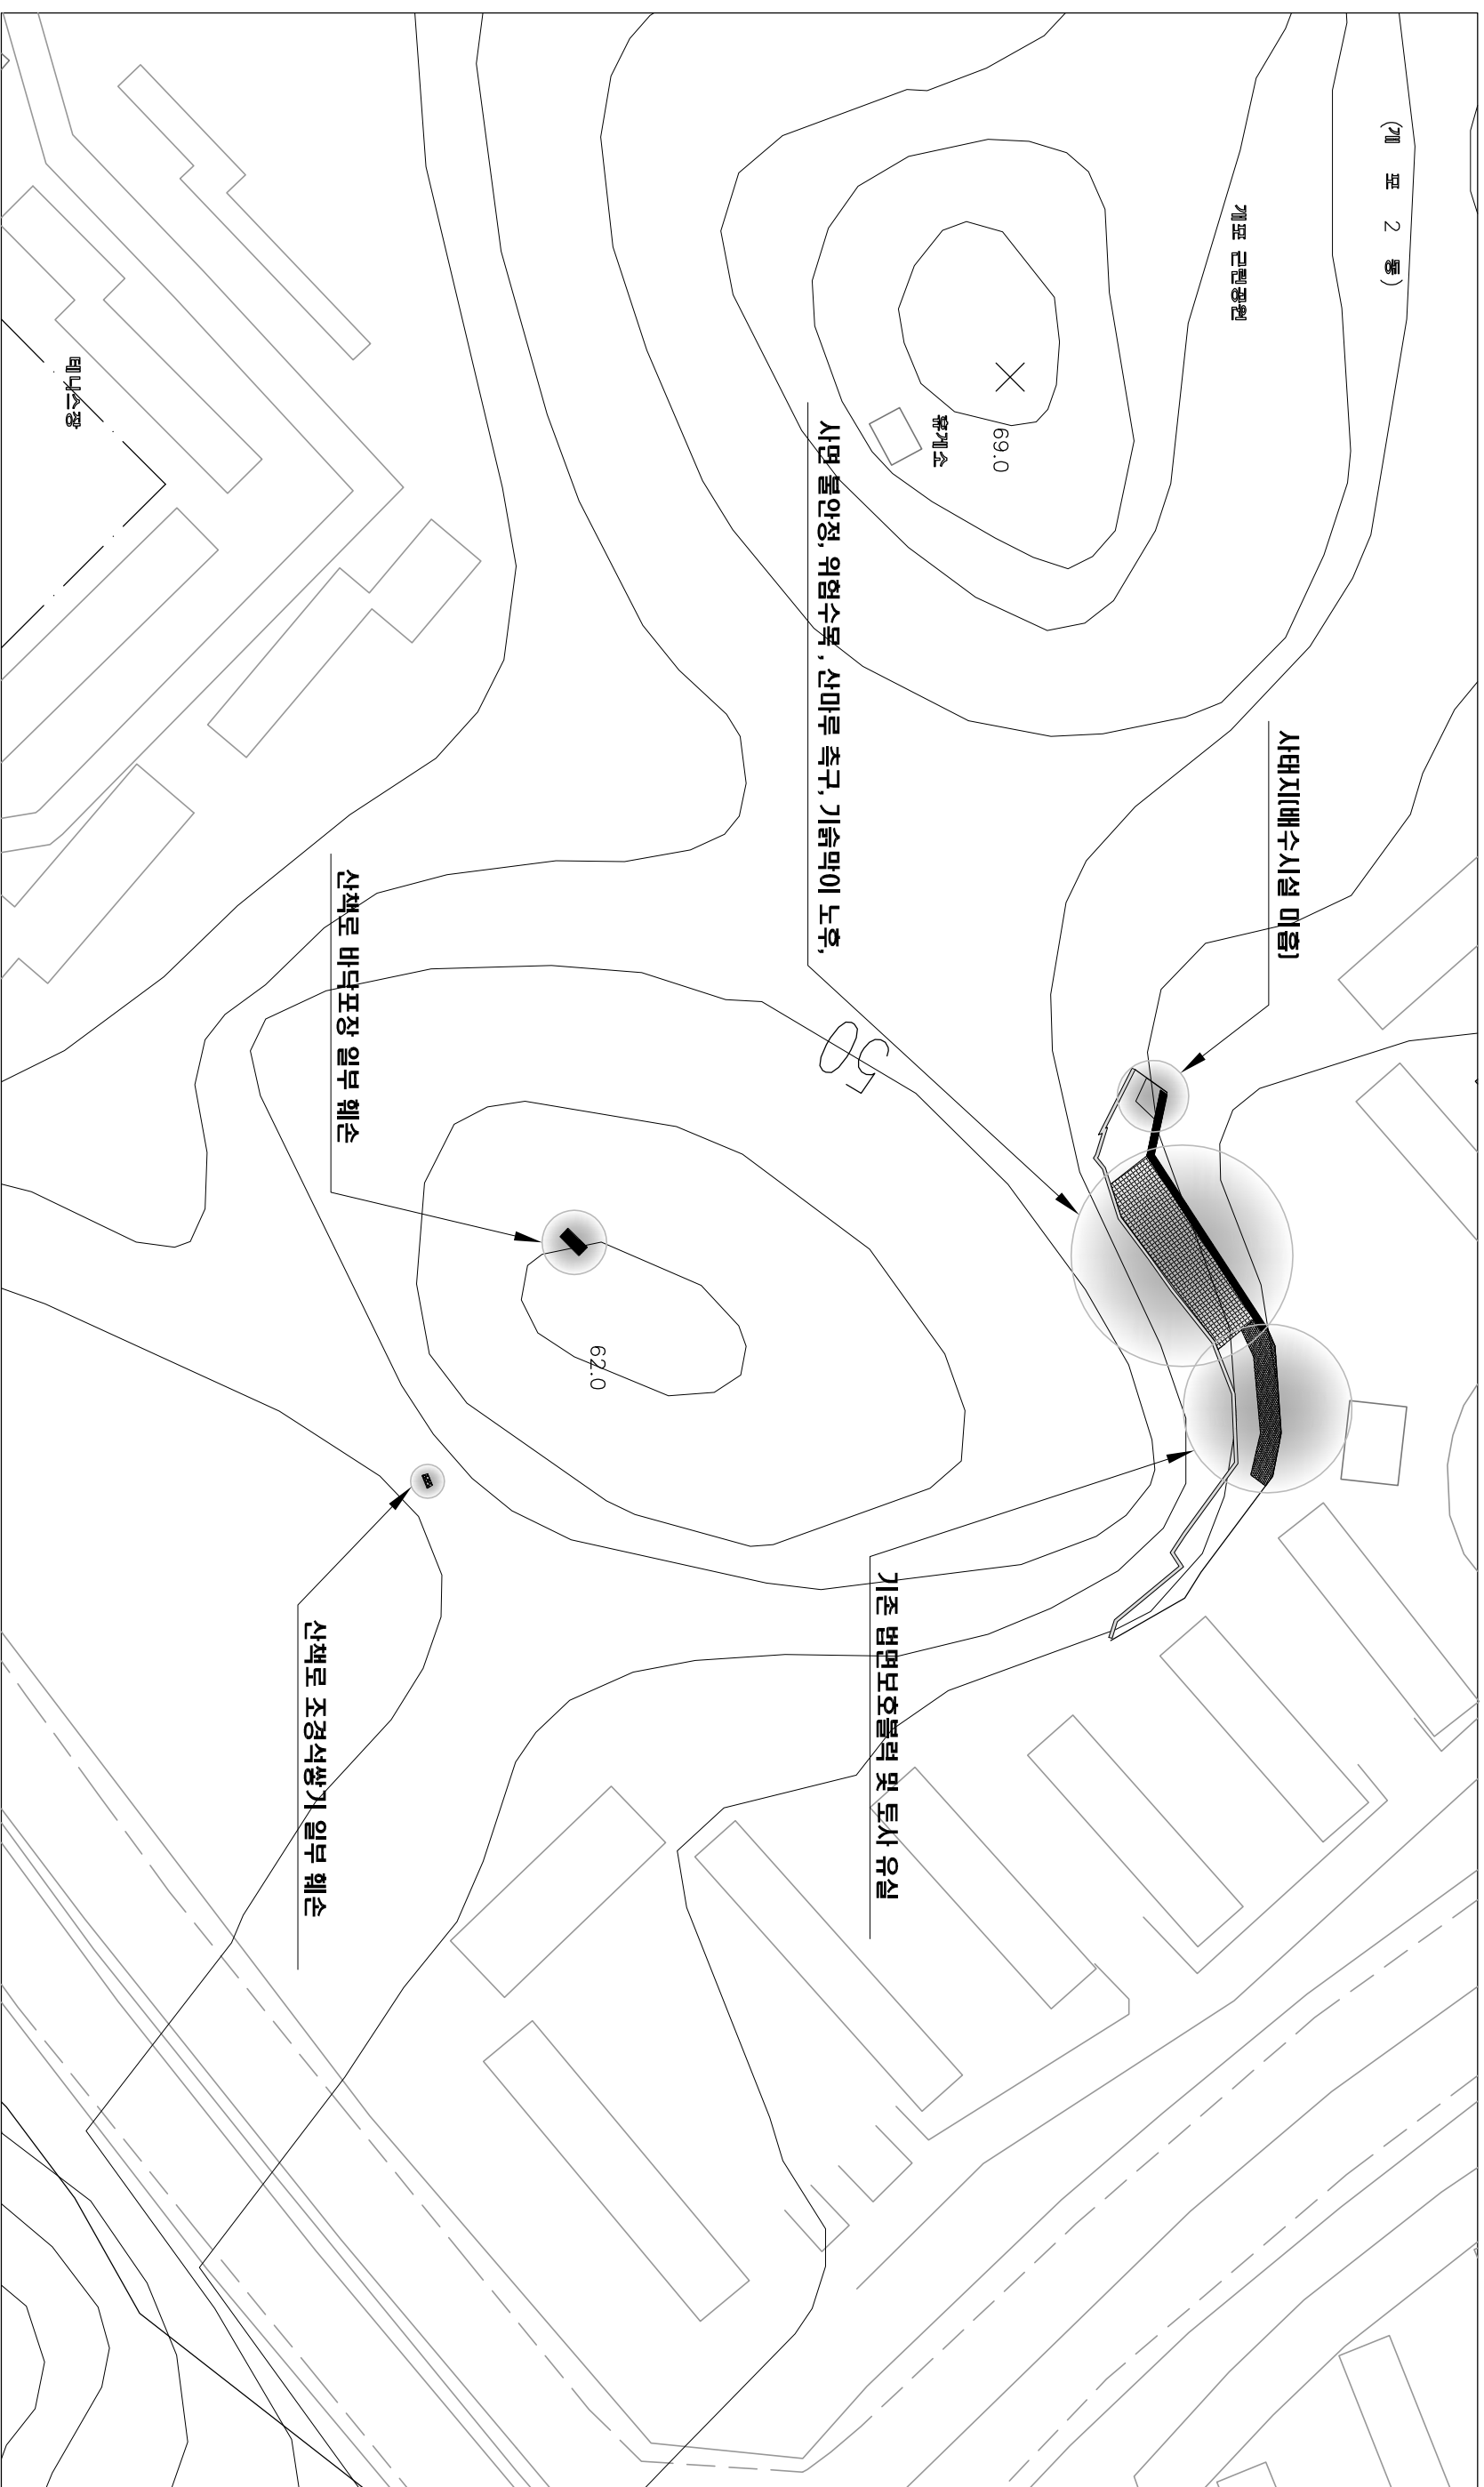 (개 포 2 동)
개포 근린공원
사태지(배수시설 미흡)
69.0
휴게소
사면 불안정, 위험수목, 산마루 측구, 기슭막이 노후,
50
기존 법면보호블럭 및 토사 유실
62.0
산책로 바닥포장 일부 훼손
산책로 조경석쌓기 일부 훼손
테니스장